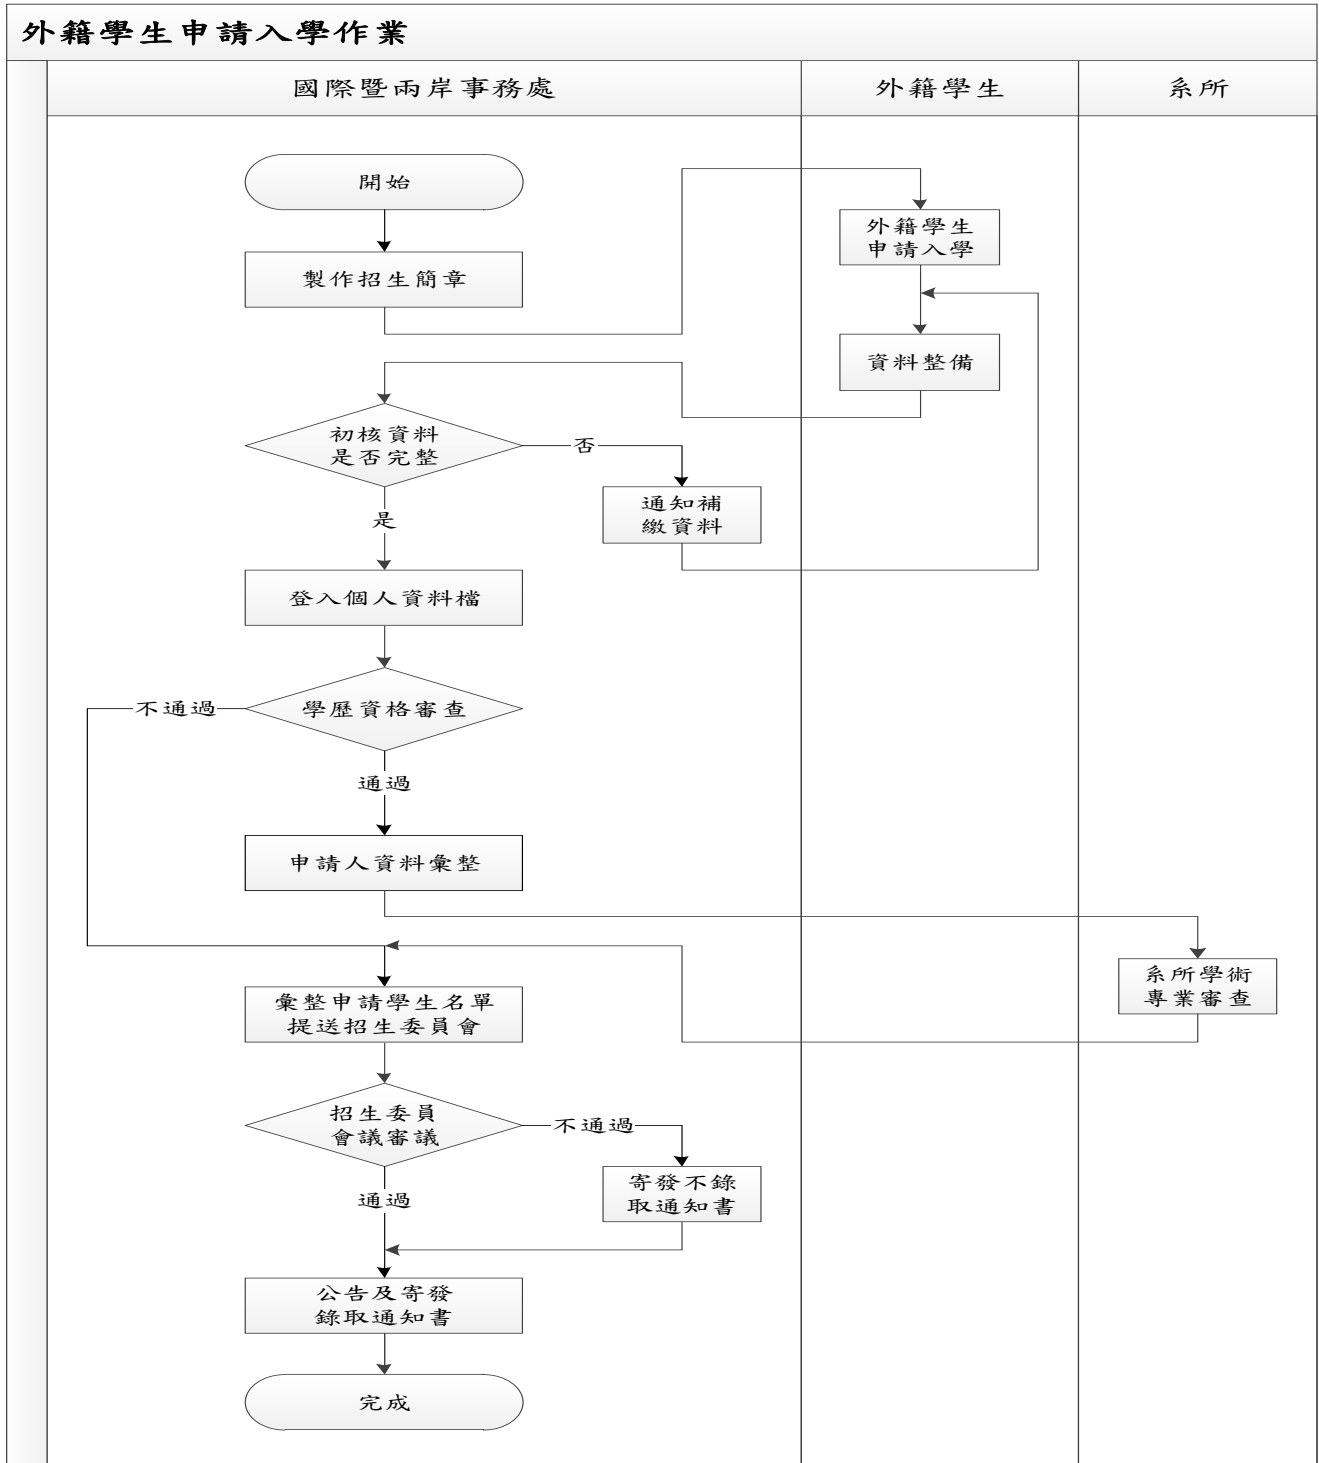 外籍學生申請入學作業
國際暨兩岸事務處
外籍學生
系所
開始
製作招生簡章
外籍學生
申請入學
資料整備
初核資料
是否完整
否
通知補
繳資料
是
登入個人資料檔
不通過
學歷資格審查
通過
申請人資料彙整
系所學術
專業審查
彙整申請學生名單
提送招生委員會
招生委員
會議審議
不通過
寄發不錄
取通知書
通過
公告及寄發
錄取通知書
完成